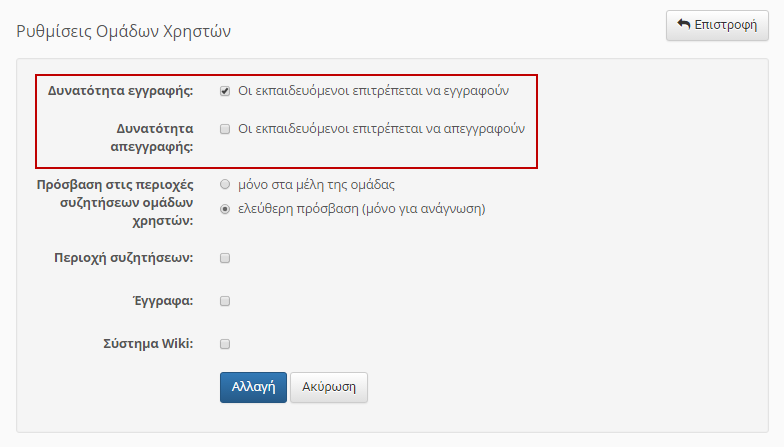 Ρυθμίσεις Ομάδων Χρηστών
Επιστροφή
Δυνατότητα εγγραφής:
Οι εκπαιδευόμενοι επιτρέπεται να εγγραφούν
Δυνατότητα
απεγγραφής:
Οι εκπαιδευόμενοι επιτρέπεται να απεγγραφούν
Πρόσβαση στις περιοχές
συζητήσεων ομάδων
χρηστών:
μόνο στα μέλη της ομάδας
ελεύθερη πρόσβαση (μόνο για ανάγνωση)
Περιοχή συζητήσεων:
Έγγραφα:
Σύστημα Wiki:
Αλλαγή
Ακύρωση